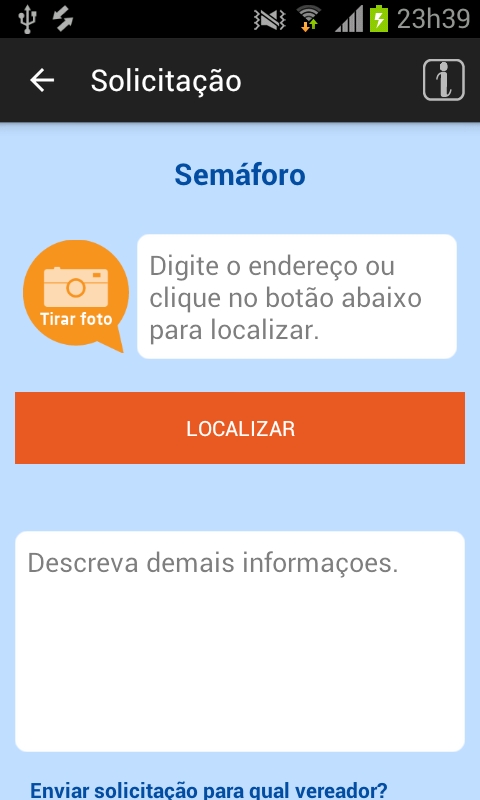 23h39
Solicitação
i
Semáforo
Tirar foto
Digite o endereço ou
clique no botão abaixo
para localizar.
LOCALIZAR
Descreva demais informaçoes.
Enviar solicitação para qual vereador?